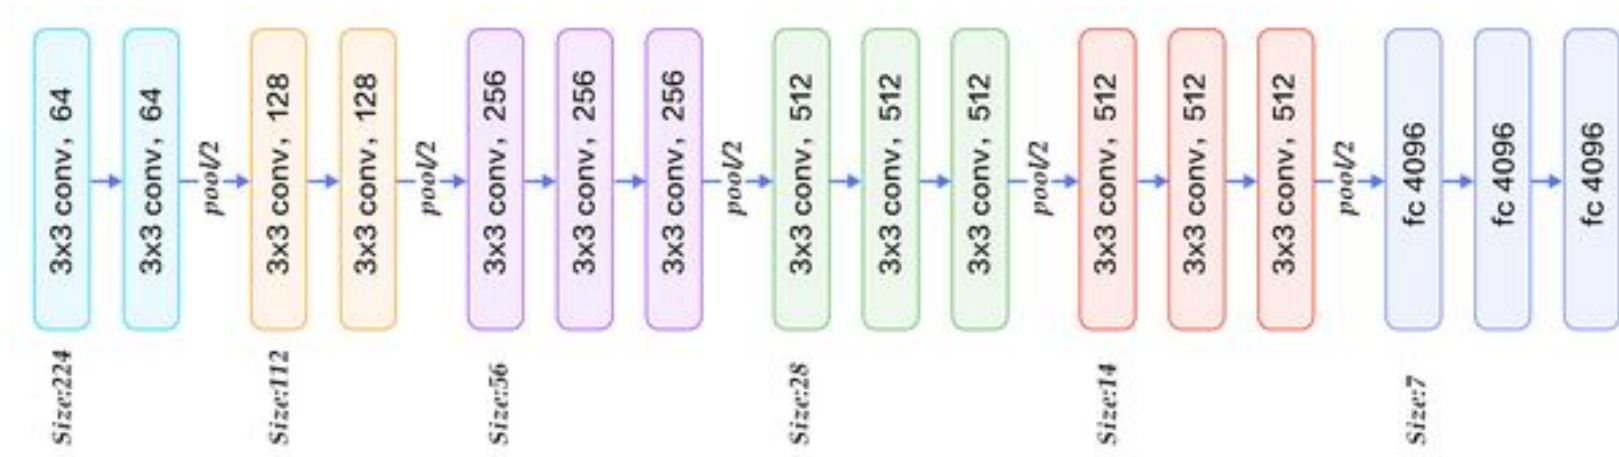 3x3 conv, 64
3x3 conv, 64
pool/2
3x3 conv, 128
3x3 conv, 128
pool/2
3x3 conv, 256
3x3 conv, 256
3x3 conv, 256
pool/2
3x3 conv, 512
3x3 conv, 512
3x3 conv, 512
pool/2
3x3 conv, 512
3x3 conv, 512
3x3 conv, 512
pool/2
fc 4096
fc 4096
fc 4096
Size:224
Size:112
Size:56
Size:28
Size:14
Size:7